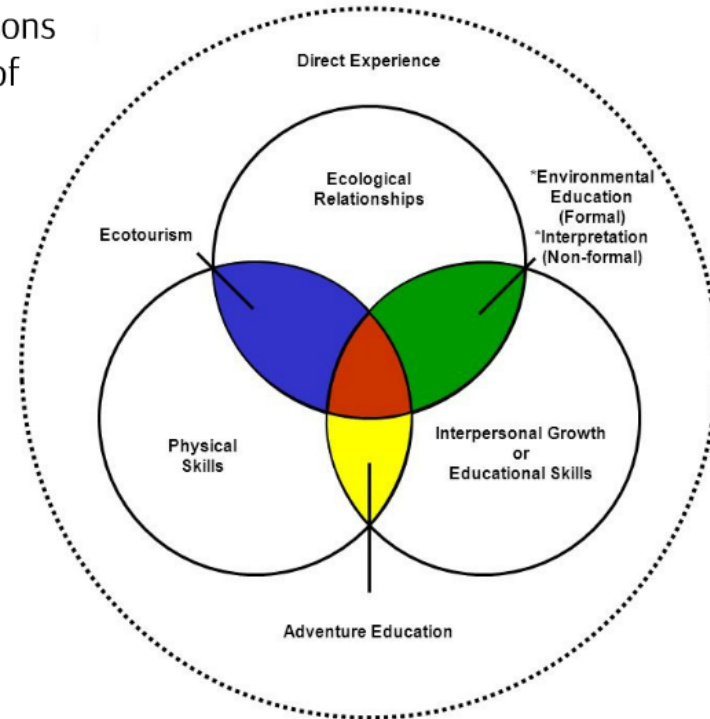 ons
of
Direct Experience
Ecological
Relationships
*Environmental
Education
(Formal)
*Interpretation
(Non-formal)
Ecotourism
Physical
Skills
Interpersonal Growth
or
Educational Skills
Adventure Education